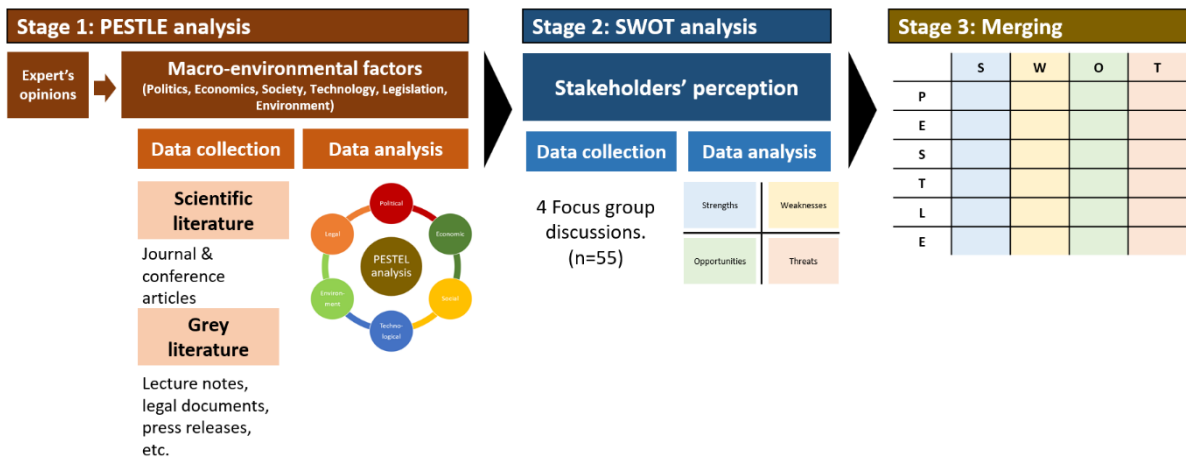 Stage 1: PESTLE analysis
Expert's
opinions
Macro-environmental factors
(Politics, Economics, Society, Technology, Legislation,
Environment)
Data collection
Data analysis
Scientific
literature
Journal &
conference
articles
Grey
literature
Lecture notes,
legal documents,
press releases,
etc.
Political
Economic
Social
Techno-
logical
Environ-
ment
Legal
PESTEL
analysis
Stage 2: SWOT analysis
Stakeholders' perception
Data collection
Data analysis
4 Focus group
discussions.
(n=55)
Strengths
Weaknesses
Opportunities
Threats
Stage 3: Merging
S W O T
P
E
S
T
L
E